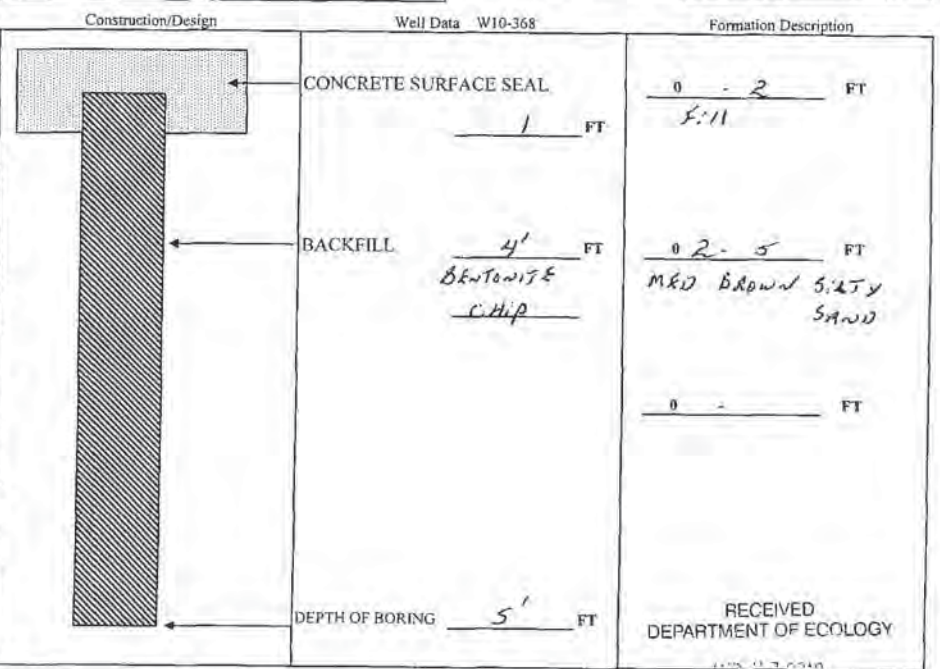 Construction/Design
Well Data W10-368
Formation Description
CONCRETE SURFACE SEAL
1 FT
0 - 2 FT
Fill
BACKFILL 4' FT
BENTONITE
CHIP
0 2 - 5 FT
MED BROWN SILTY
SAND
0 - FT
DEPTH OF BORING 5' FT
RECEIVED
DEPARTMENT OF ECOLOGY